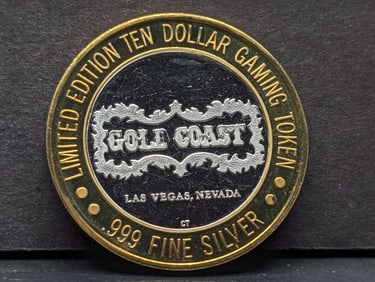 LIMITED EDITION TEN DOLLAR GAMING TOKEN
GOLD COAST
LAS VEGAS, NEVADA
CT
.999 FINE SILVER